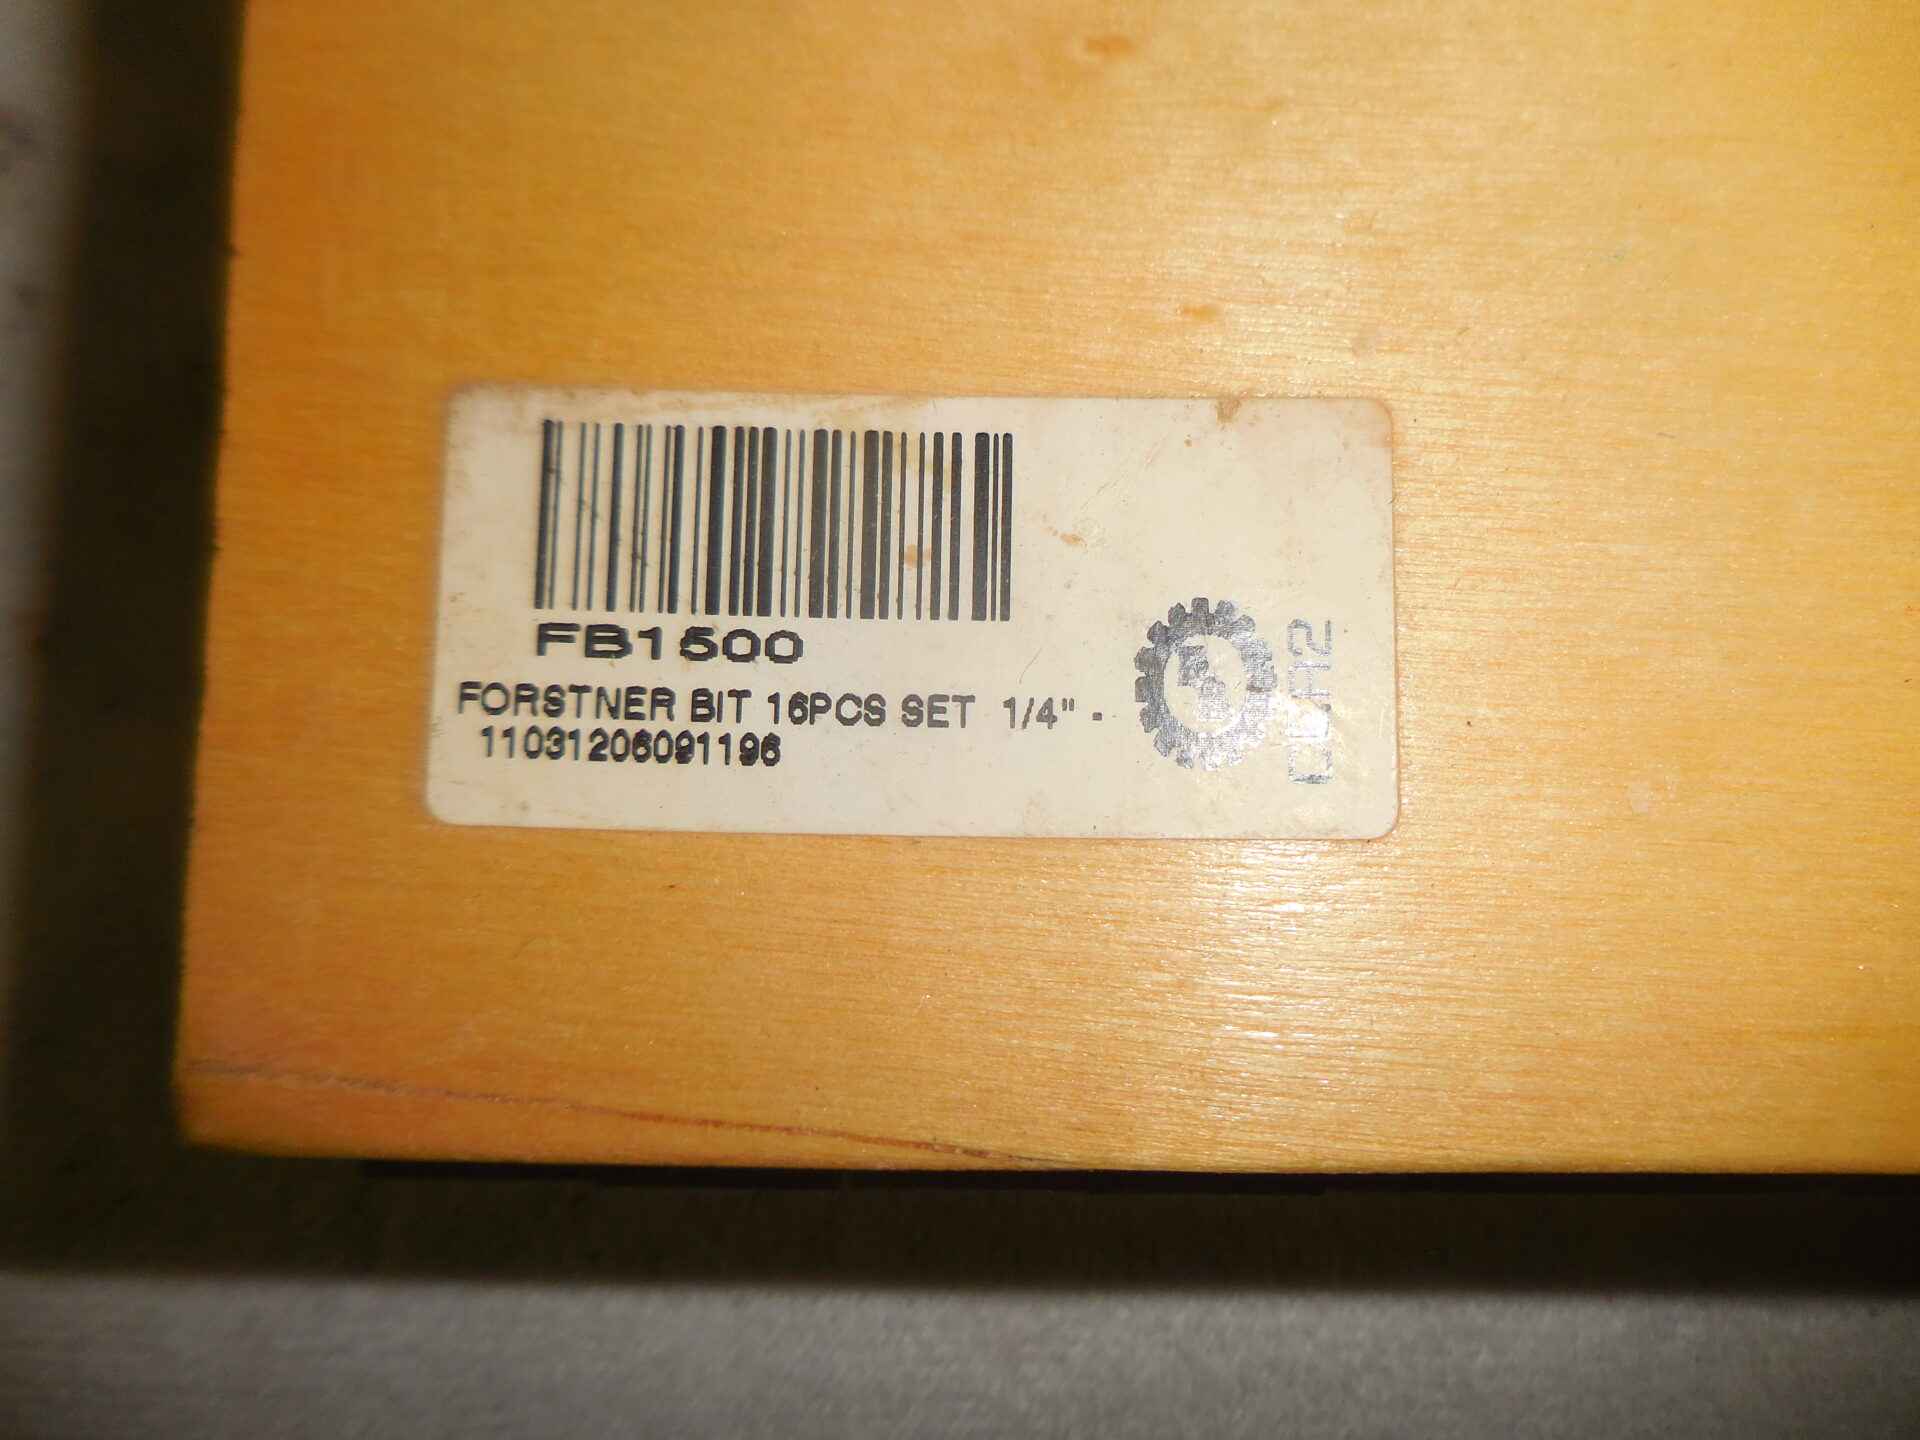 FB1500
FORSTNER BIT 16PCS SET 1/4" -
11031206091196